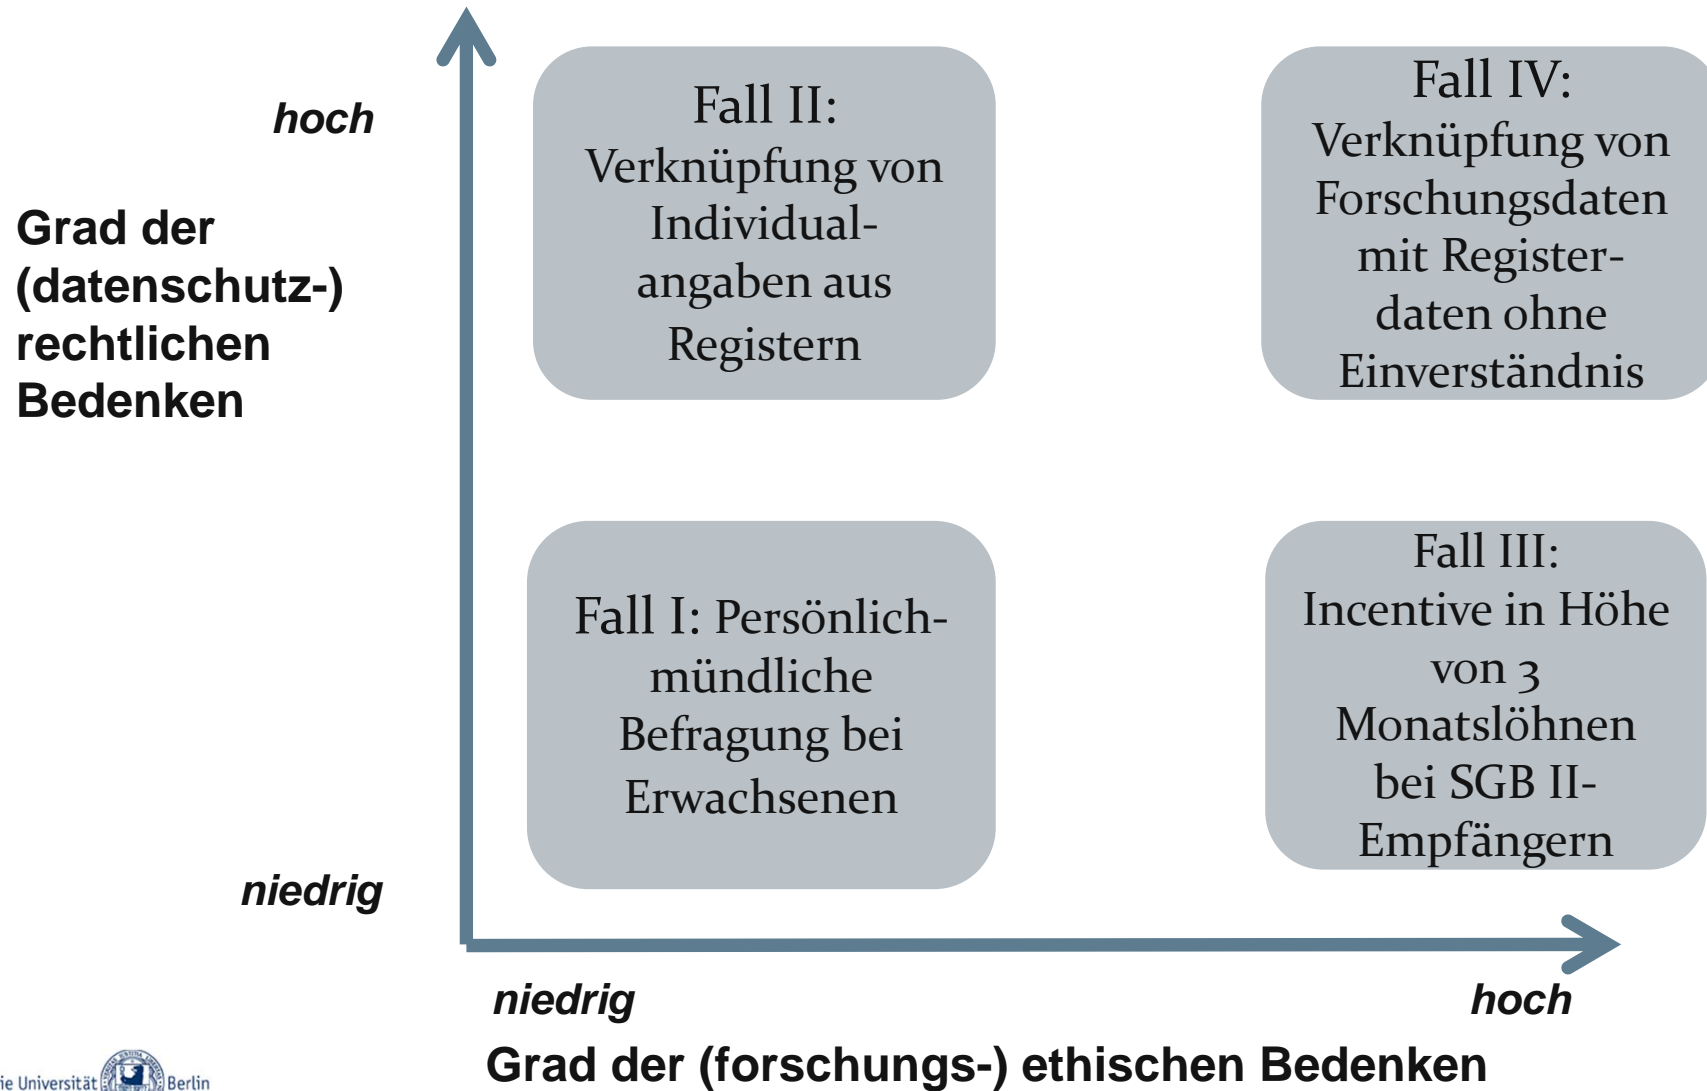 hoch
Grad der
(datenschutz-)
rechtlichen
Bedenken
niedrig
Fall II:
Verknüpfung von
Individual-
angaben aus
Registern
Fall IV:
Verknüpfung von
Forschungsdaten
mit Register-
daten ohne
Einverständnis
Fall I: Persönlich-
mündliche
Befragung bei
Erwachsenen
Fall III:
Incentive in Höhe
von 3
Monatslöhnen
bei SGB II-
Empfängern
niedrig
hoch
Grad der (forschungs-) ethischen Bedenken
ie Universität Berlin